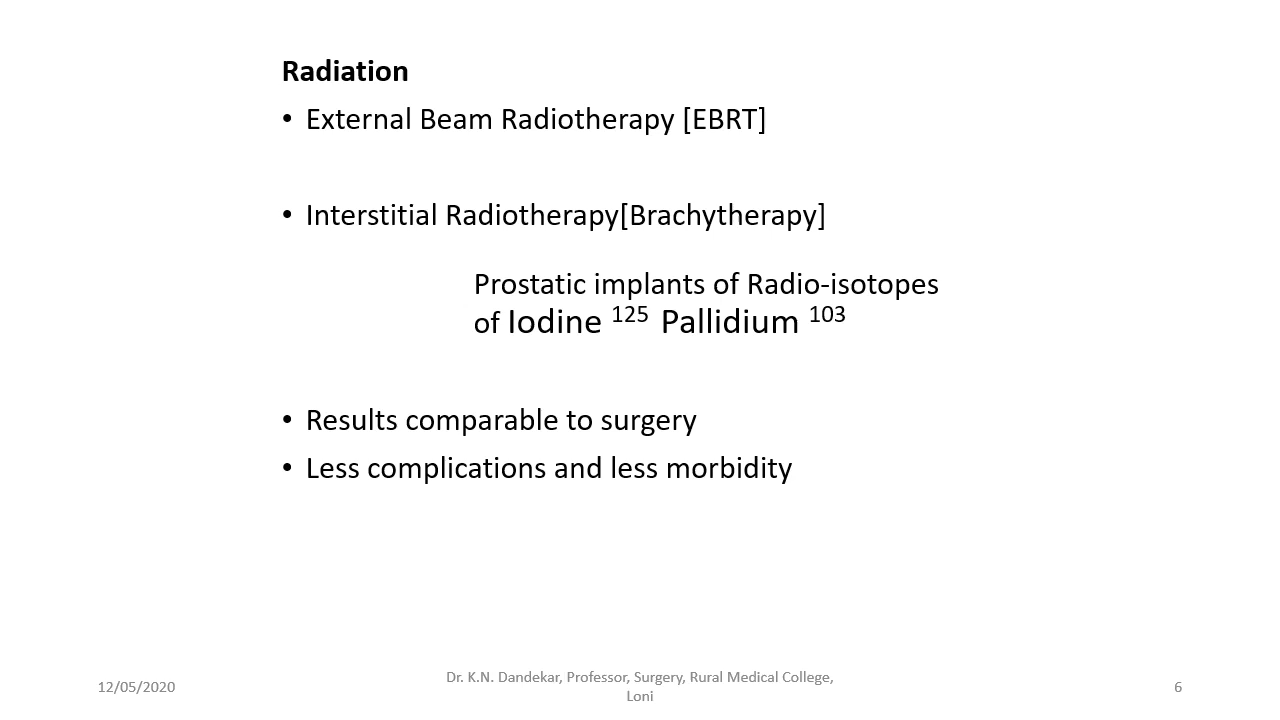 Radiation
• External Beam Radiotherapy [EBRT]
• Interstitial Radiotherapy[Brachytherapy]
Prostatic implants of Radio-isotopes
of Iodine ¹²⁵ Pallidium ¹⁰³
• Results comparable to surgery
• Less complications and less morbidity
12/05/2020
Dr. K.N. Dandekar, Professor, Surgery, Rural Medical College,
Loni
6